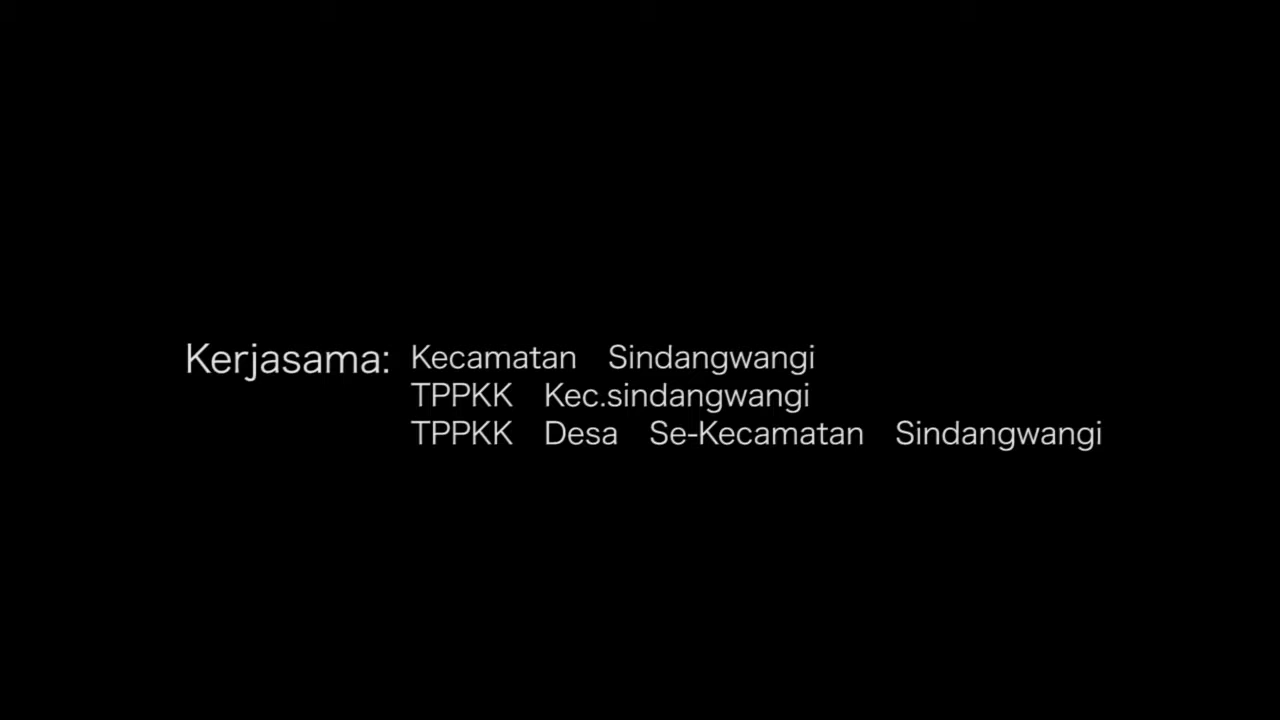 Kerjasama: Kecamatan Sindangwangi
TPPKK Kec.sindangwangi
TPPKK Desa Se-Kecamatan Sindangwangi